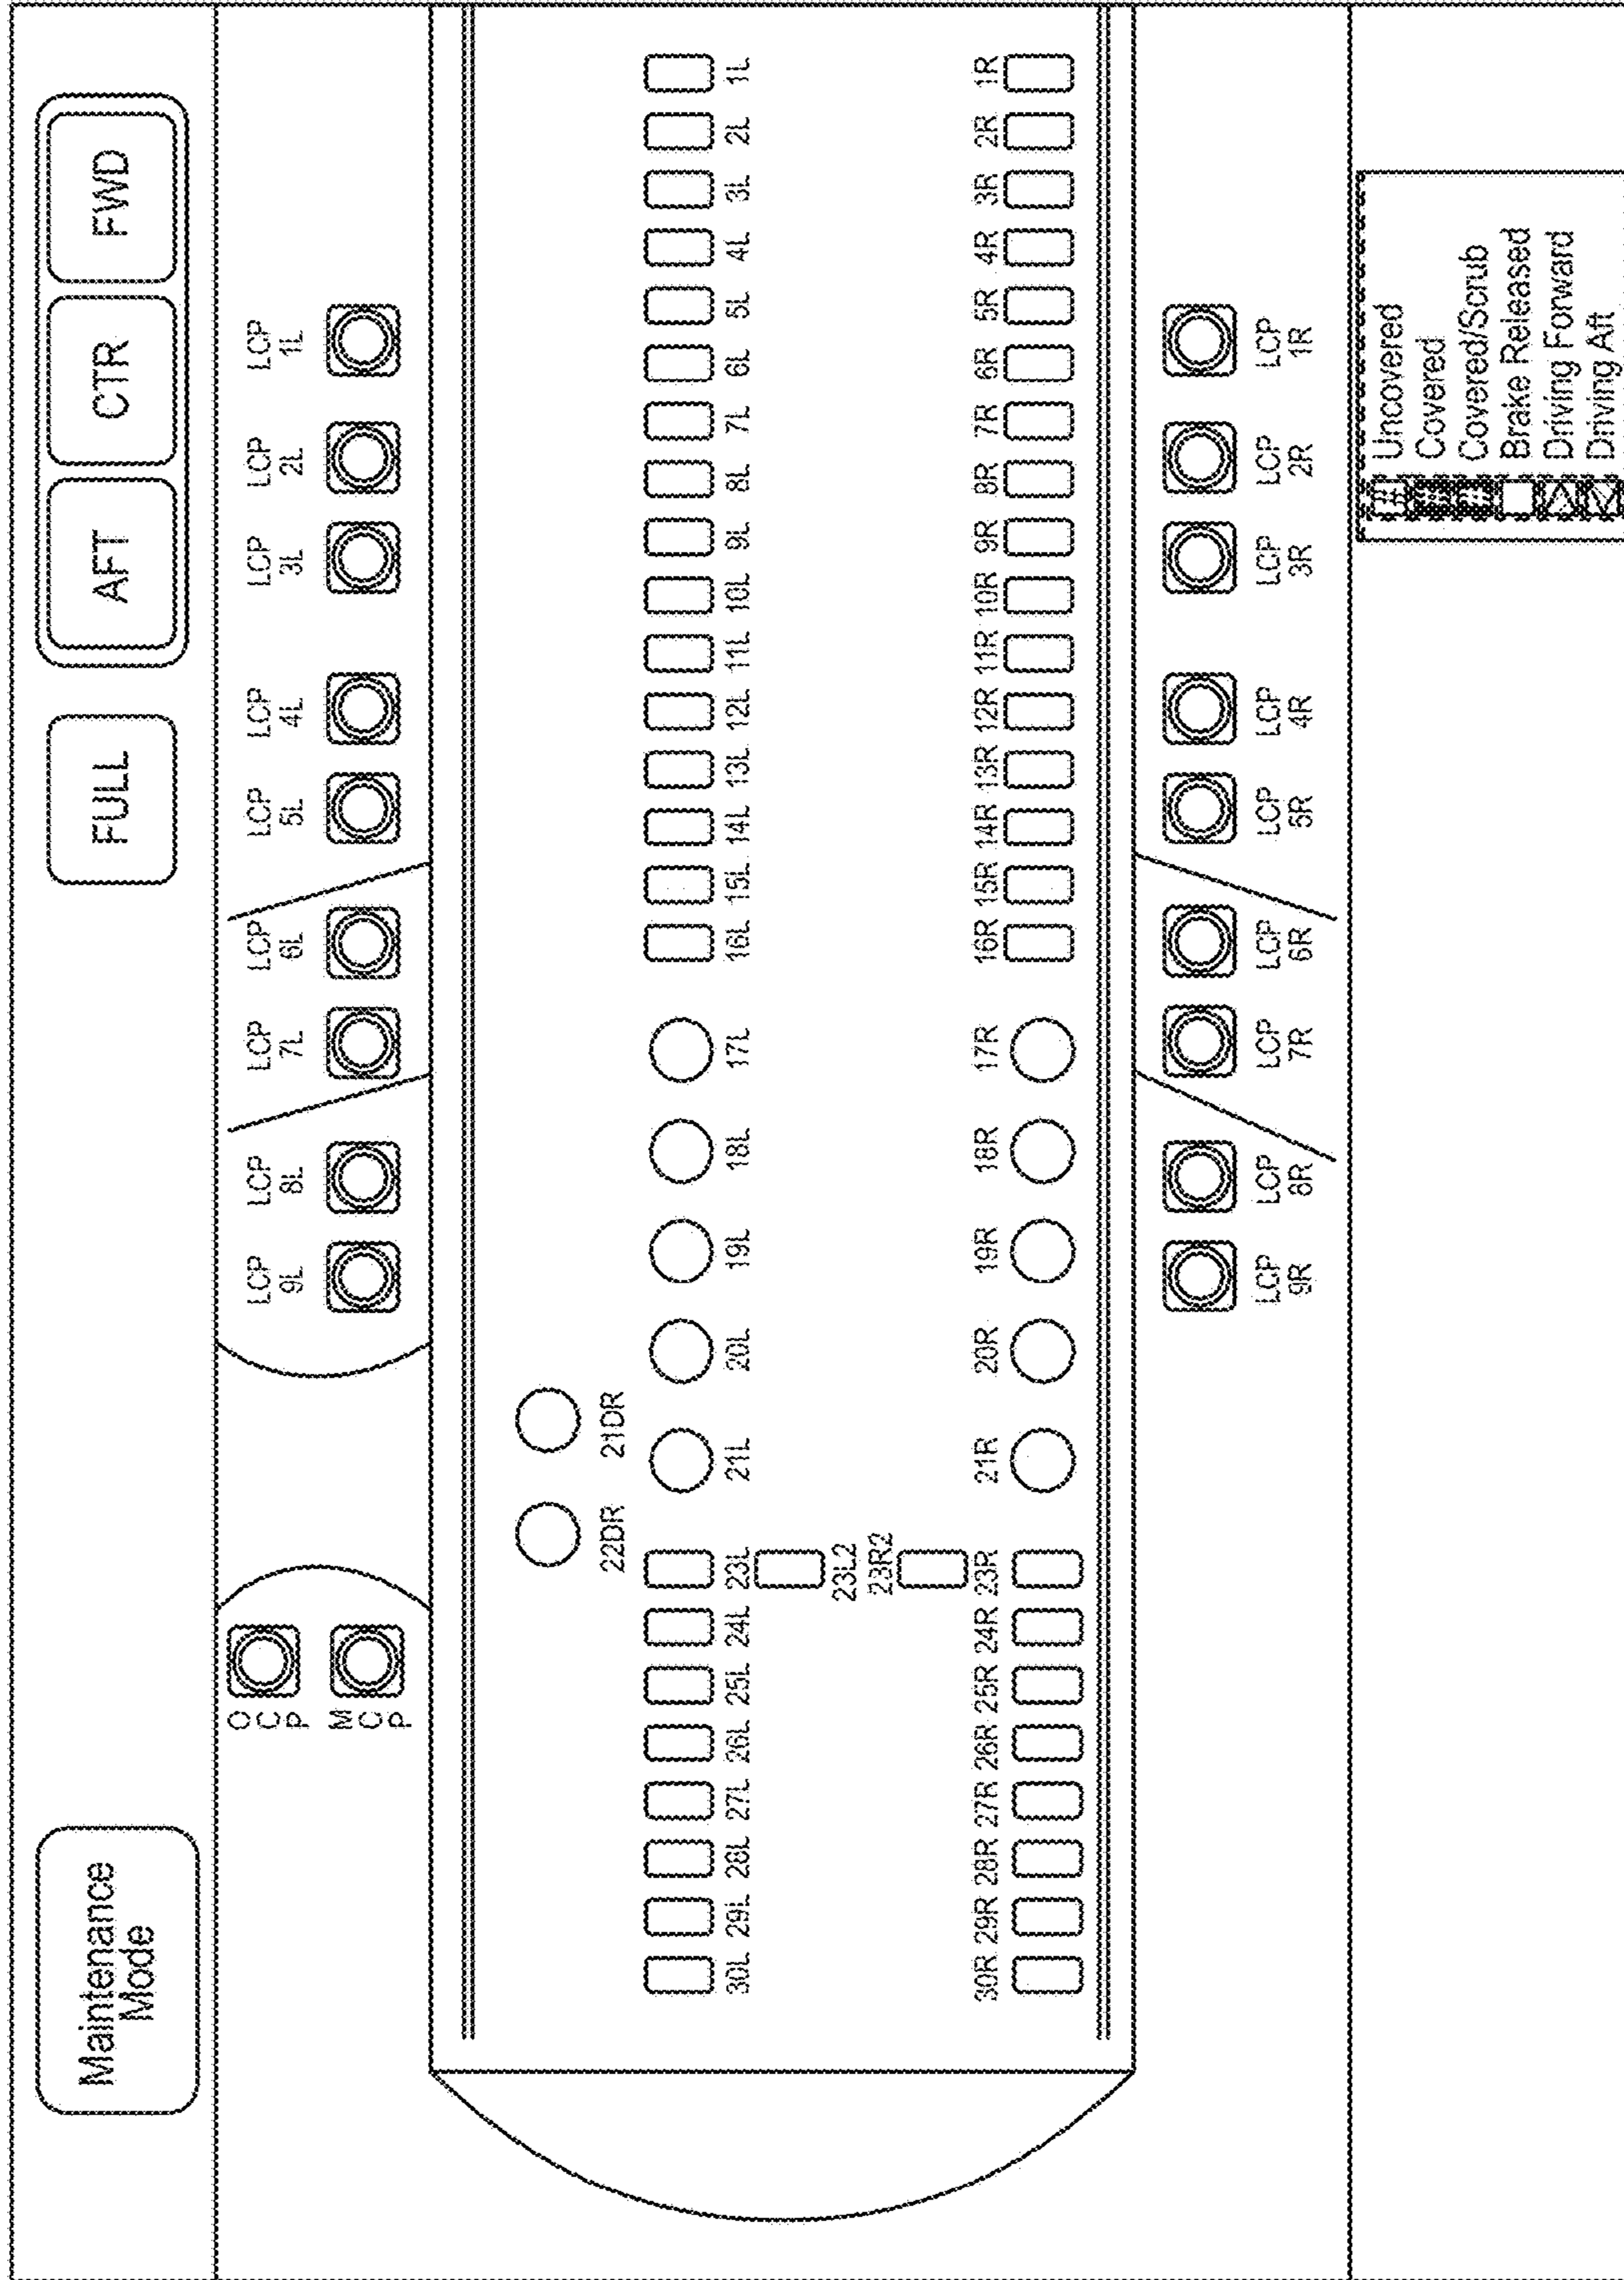 Maintenance
Mode
FULL
AFT
CTR
FWD
O
C
P
M
C
P
LCP
9L
LCP
8L
LCP
7L
LCP
6L
LCP
5L
LCP
4L
LCP
3L
LCP
2L
LCP
1L
22DR 21DR
30L 29L 28L 27L 26L 25L 24L 23L 21L 20L 19L 18L 17L 16L 15L 14L 13L 12L 11L 10L 9L 8L 7L 6L 5L 4L 3L 2L 1L
23L2
23R2
30R 29R 28R 27R 26R 25R 24R 23R 21R 20R 19R 18R 17R 16R 15R 14R 13R 12R 11R 10R 9R 8R 7R 6R 5R 4R 3R 2R 1R
LCP
9R
LCP
8R
LCP
7R
LCP
6R
LCP
5R
LCP
4R
LCP
3R
LCP
2R
LCP
1R
# Uncovered
# Covered
# Covered/Scrub
Brake Released
Driving Forward
Driving Aft